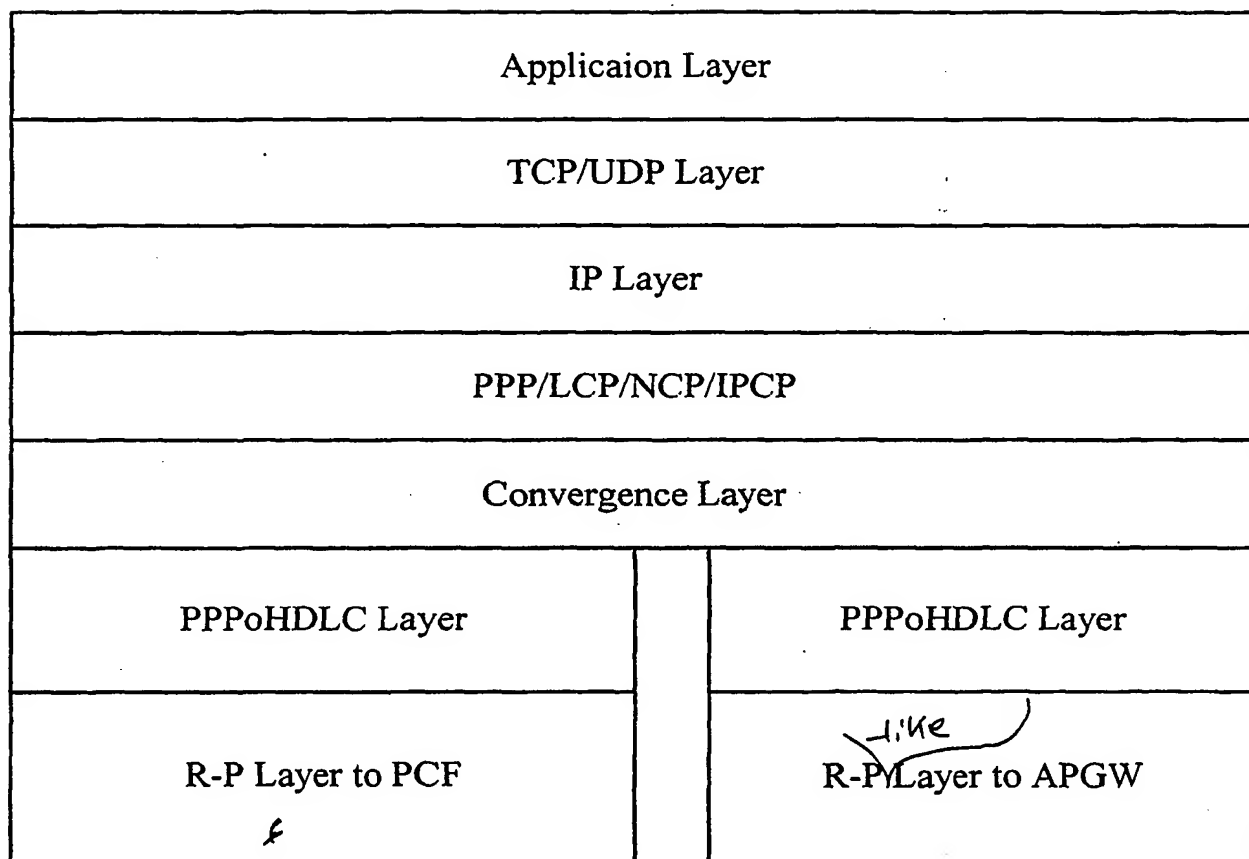 Applicaion Layer
TCP/UDP Layer
IP Layer
PPP/LCP/NCP/IPCP
Convergence Layer
PPPoHDLC Layer
PPPoHDLC Layer
R-P Layer to PCF
-like
R-P Layer to APGW